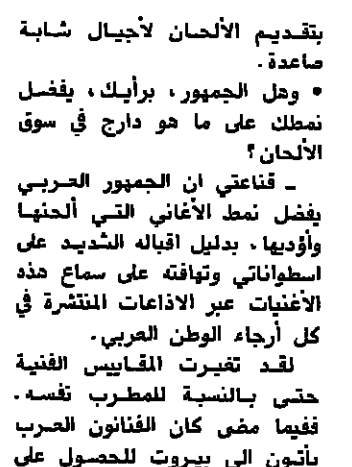 بتقديم الألحان لأجيال شابة
صاعدة .
• وهل الجمهور ، برأيك ، يفضل
نمطك على ما هو دارج في سوق
الألحان ؟
ـ قناعتي ان الجمهور العربي
يفضل نمط الأغاني التي ألحنها
وأؤديها ، بدليل اقباله الشديد على
اسطواناتي وتهافته على سماع هذه
الأغنيات عبر الاذاعات المنتشرة في
كل أرجاء الوطن العربي .
لقد تغيرت المقاييس الفنية
حتى بالنسبة للمطرب نفسه .
ففيما مضى كان الفنانون العرب
يأتون الى بيروت للحصول على